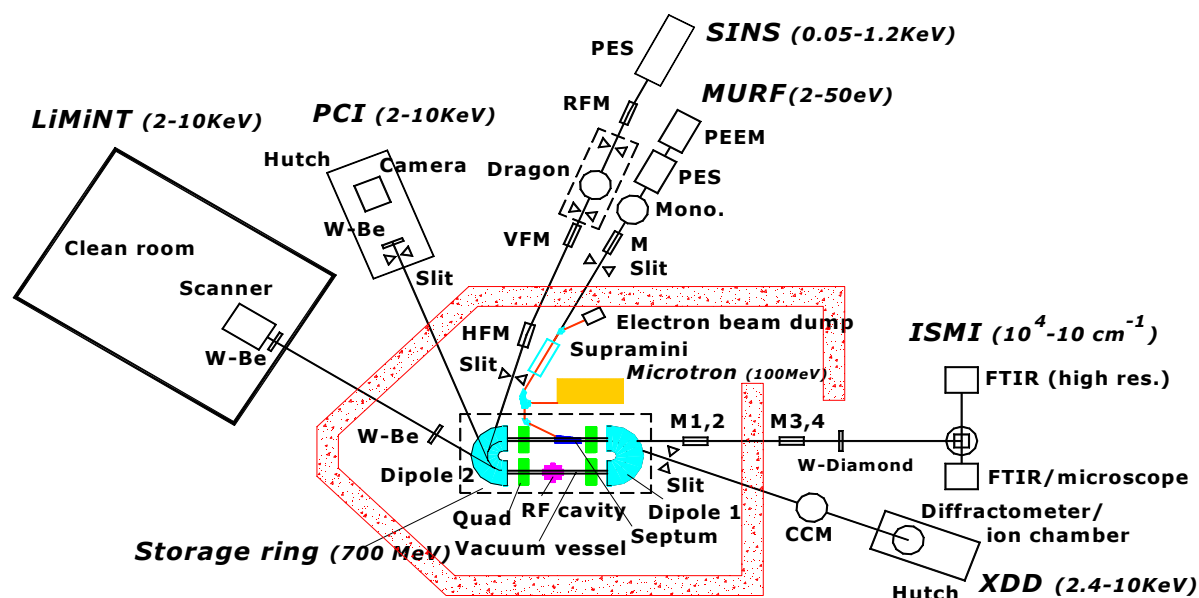 SINS (0.05-1.2KeV)
PES
MURF(2-50eV)
RFM
PEEM
LiMiNT (2-10KeV)
PCI (2-10KeV)
Hutch
Camera
Dragon
PES
W-Be
Mono.
Clean room
VFM
M
Slit
Slit
Scanner
W-Be
Electron beam dump
HFM
Supramini
ISMI (10⁴-10 cm⁻¹)
Slit
Microtron (100MeV)
FTIR (high res.)
M1,2
M3,4
W-Be
W-Diamond
Dipole 2
Slit
FTIR/microscope
Quad
RF cavity
Dipole 1
Diffractometer/
ion chamber
Septum
CCM
Storage ring (700 MeV)
Vacuum vessel
Hutch
XDD (2.4-10KeV)